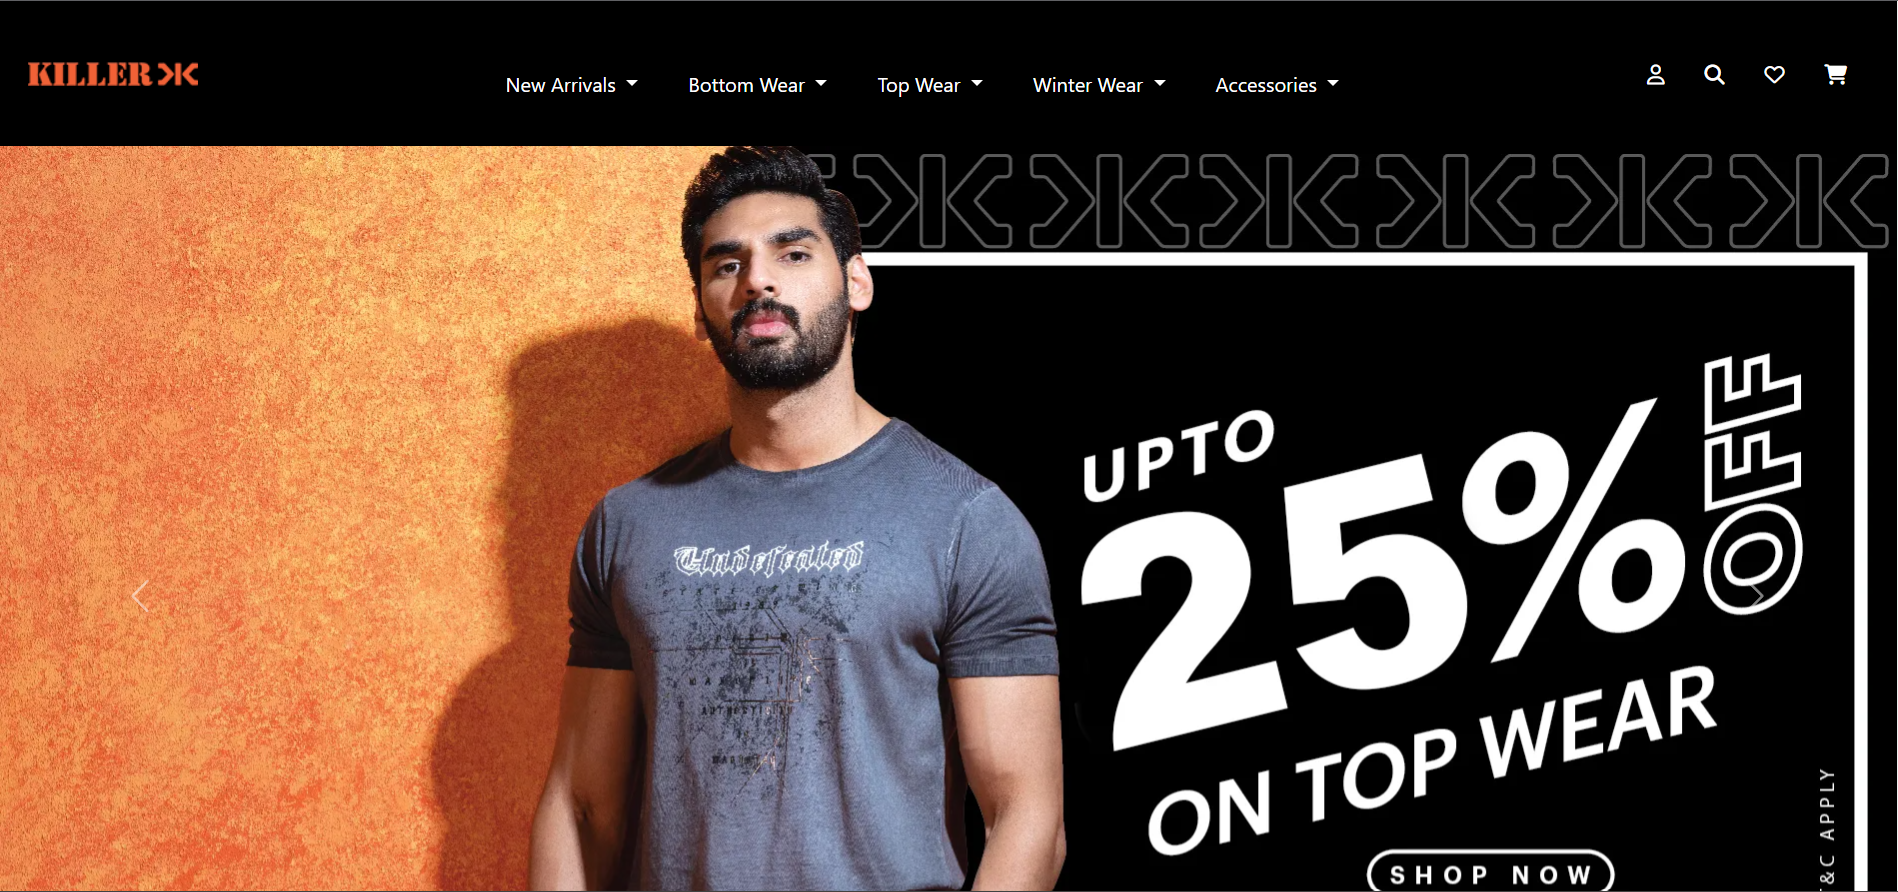 KILLER
New Arrivals
Bottom Wear
Top Wear
Winter Wear
Accessories
UPTO
25%
OFF
ON TOP WEAR
SHOP NOW
&C APPLY
Undefeated